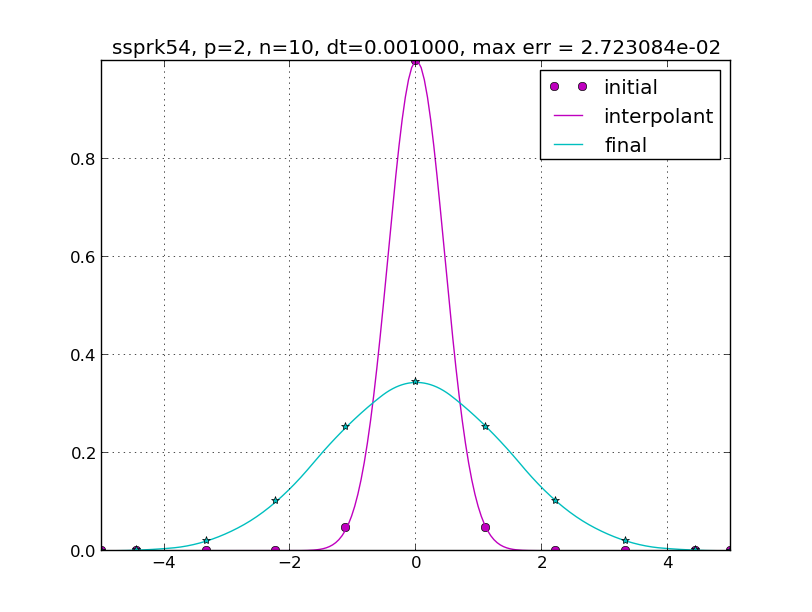 ssprk54, p=2, n=10, dt=0.001000, max err = 2.723084e-02
initial
interpolant
final
0.8
0.6
0.4
0.2
0.0
−4 −2 0 2 4